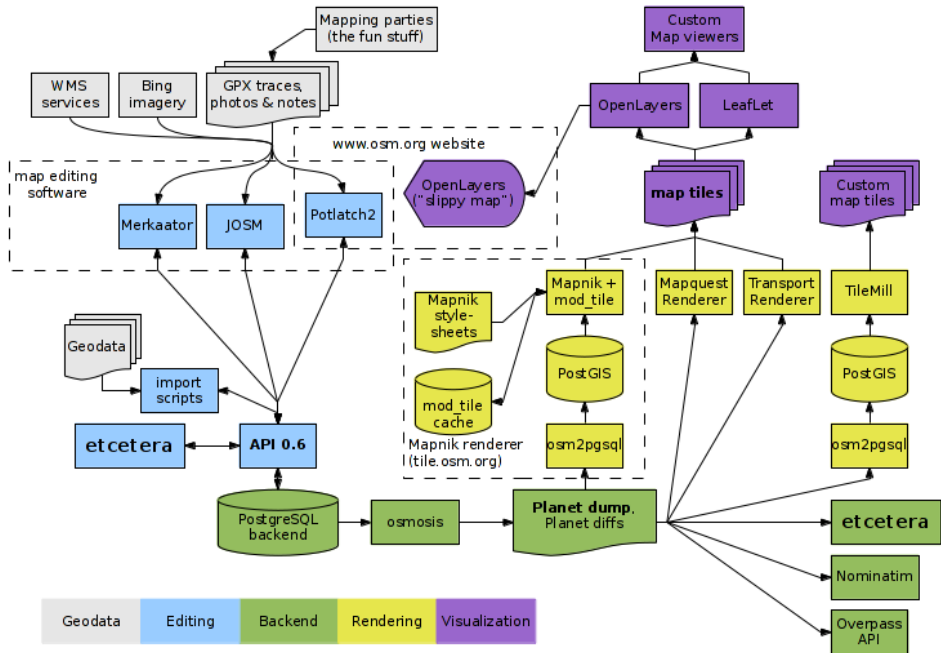 Mapping parties
(the fun stuff)
Custom
Map viewers
WMS
services
Bing
imagery
GPX traces,
photos & notes
OpenLayers
LeafLet
www.osm.org website
map editing
software
OpenLayers
("slippy map")
map tiles
Custom
map tiles
Merkaator
JOSM
Potlatch2
Mapnik
style-
sheets
Mapnik +
mod_tile
Mapquest
Renderer
Transport
Renderer
TileMill
Geodata
import
scripts
mod_tile
cache
PostGIS
PostGIS
etcetera
API 0.6
Mapnik renderer
(tile.osm.org)
osm2pgsql
osm2pgsql
PostgreSQL
backend
osmosis
Planet dump,
Planet diffs
etcetera
Nominatim
Overpass
API
Geodata
Editing
Backend
Rendering
Visualization